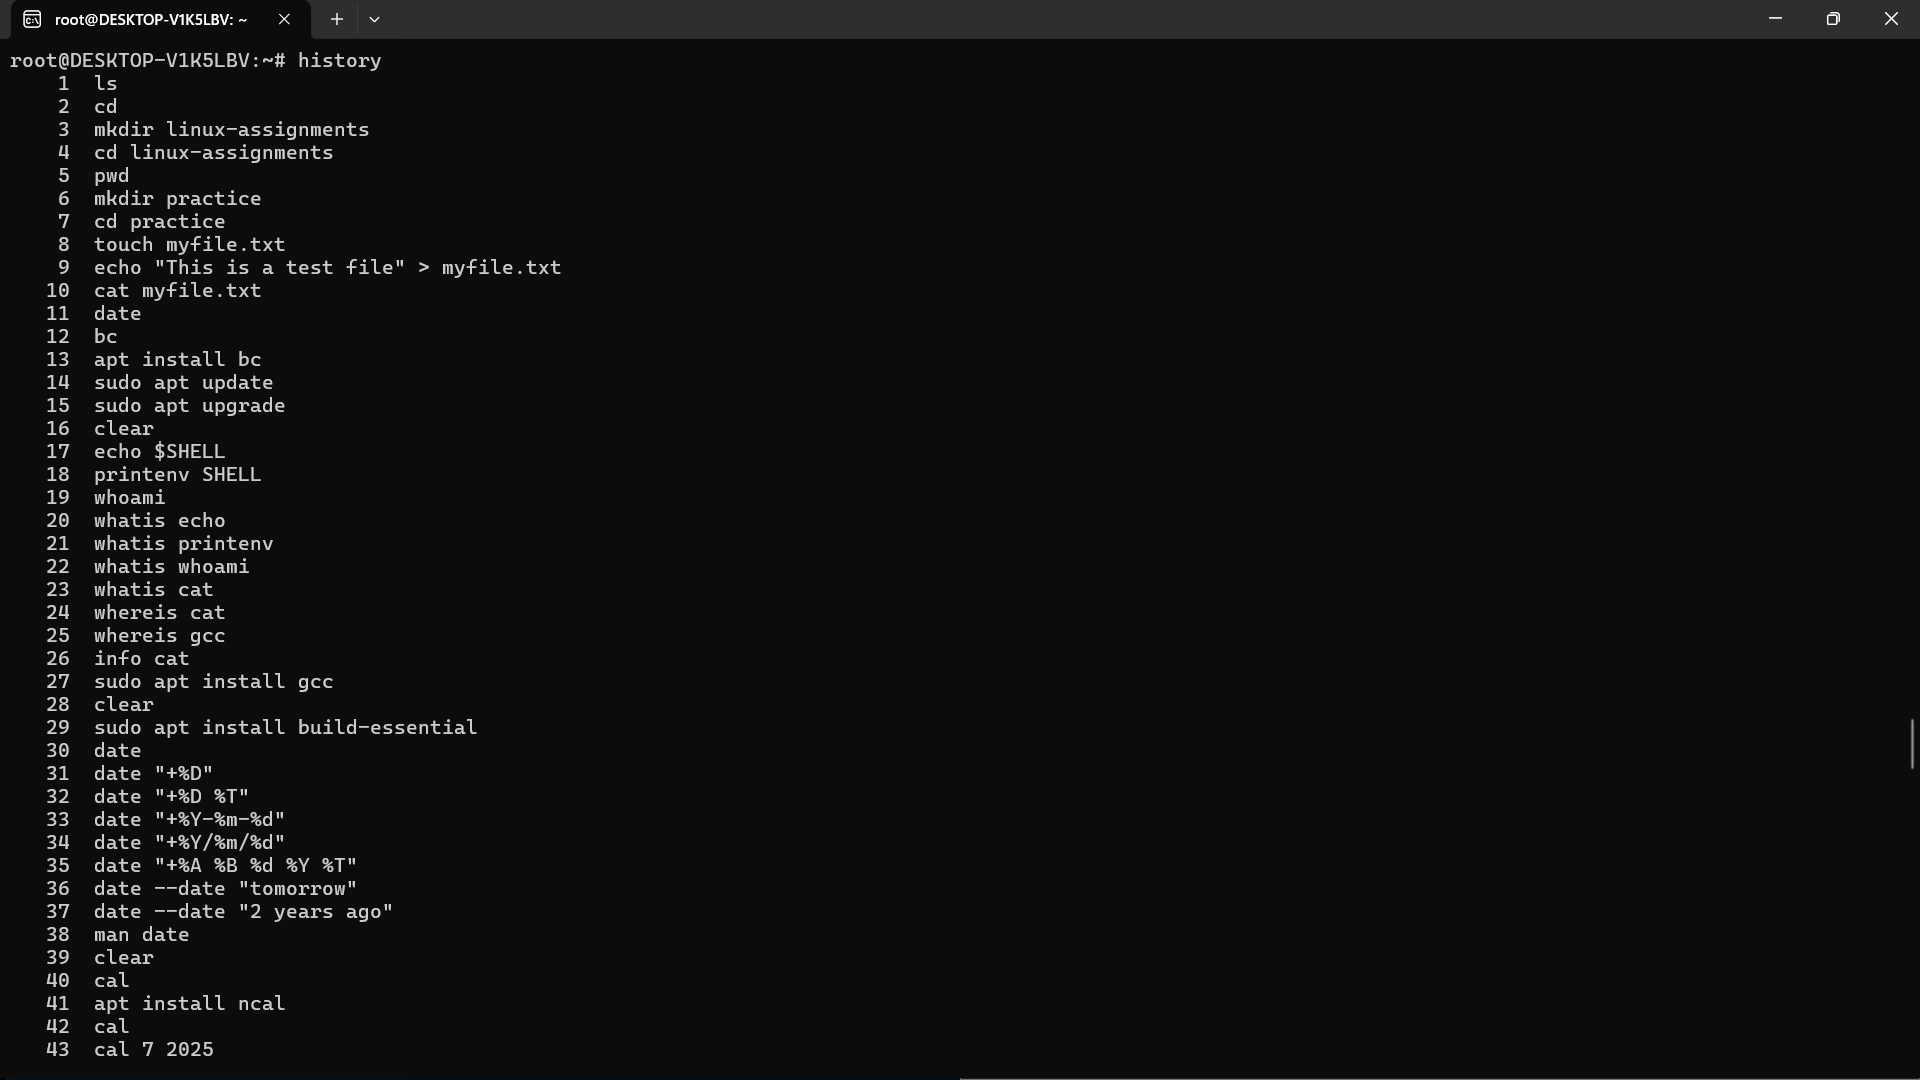 root@DESKTOP-V1K5LBV: ~
root@DESKTOP-V1K5LBV:~# history
1 ls
2 cd
3 mkdir linux-assignments
4 cd linux-assignments
5 pwd
6 mkdir practice
7 cd practice
8 touch myfile.txt
9 echo "This is a test file" > myfile.txt
10 cat myfile.txt
11 date
12 bc
13 apt install bc
14 sudo apt update
15 sudo apt upgrade
16 clear
17 echo $SHELL
18 printenv SHELL
19 whoami
20 whatis echo
21 whatis printenv
22 whatis whoami
23 whatis cat
24 whereis cat
25 whereis gcc
26 info cat
27 sudo apt install gcc
28 clear
29 sudo apt install build-essential
30 date
31 date "+%D"
32 date "+%D %T"
33 date "+%Y-%m-%d"
34 date "+%Y/%m/%d"
35 date "+%A %B %d %Y %T"
36 date --date "tomorrow"
37 date --date "2 years ago"
38 man date
39 clear
40 cal
41 apt install ncal
42 cal
43 cal 7 2025